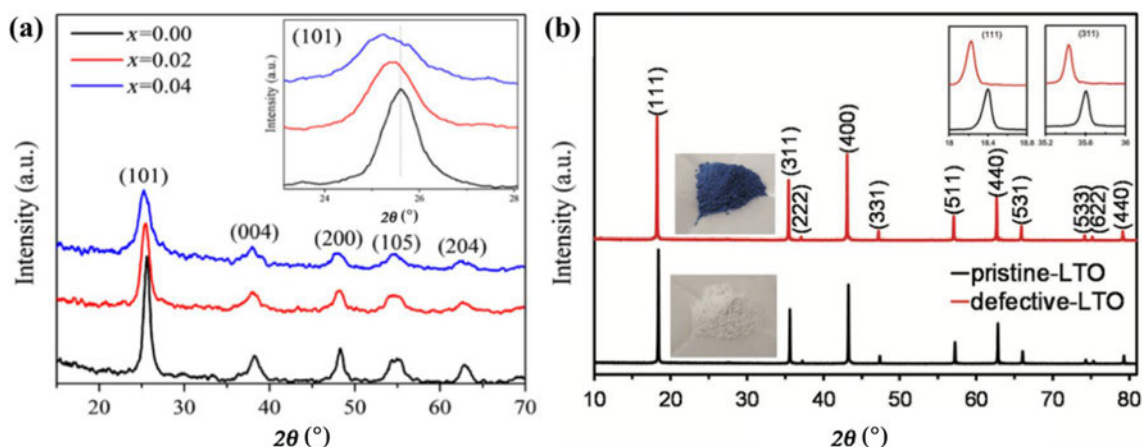 (a)
x=0.00
x=0.02
x=0.04
Intensity (a.u.)
(101)
(004)
(200)
(105)
(204)
20 30 40 50 60 70
2θ (°)
(101)
Intensity (a.u.)
24 26 28
2θ (°)
(b)
Intensity (a.u.)
(111)
(311)
(222)
(400)
(331)
(511)
(440)
(531)
(533)
(622)
(440)
pristine-LTO
defective-LTO
10 20 30 40 50 60 70 80
2θ (°)
(111)
18 18.4 18.8
(311)
35.2 35.6 36